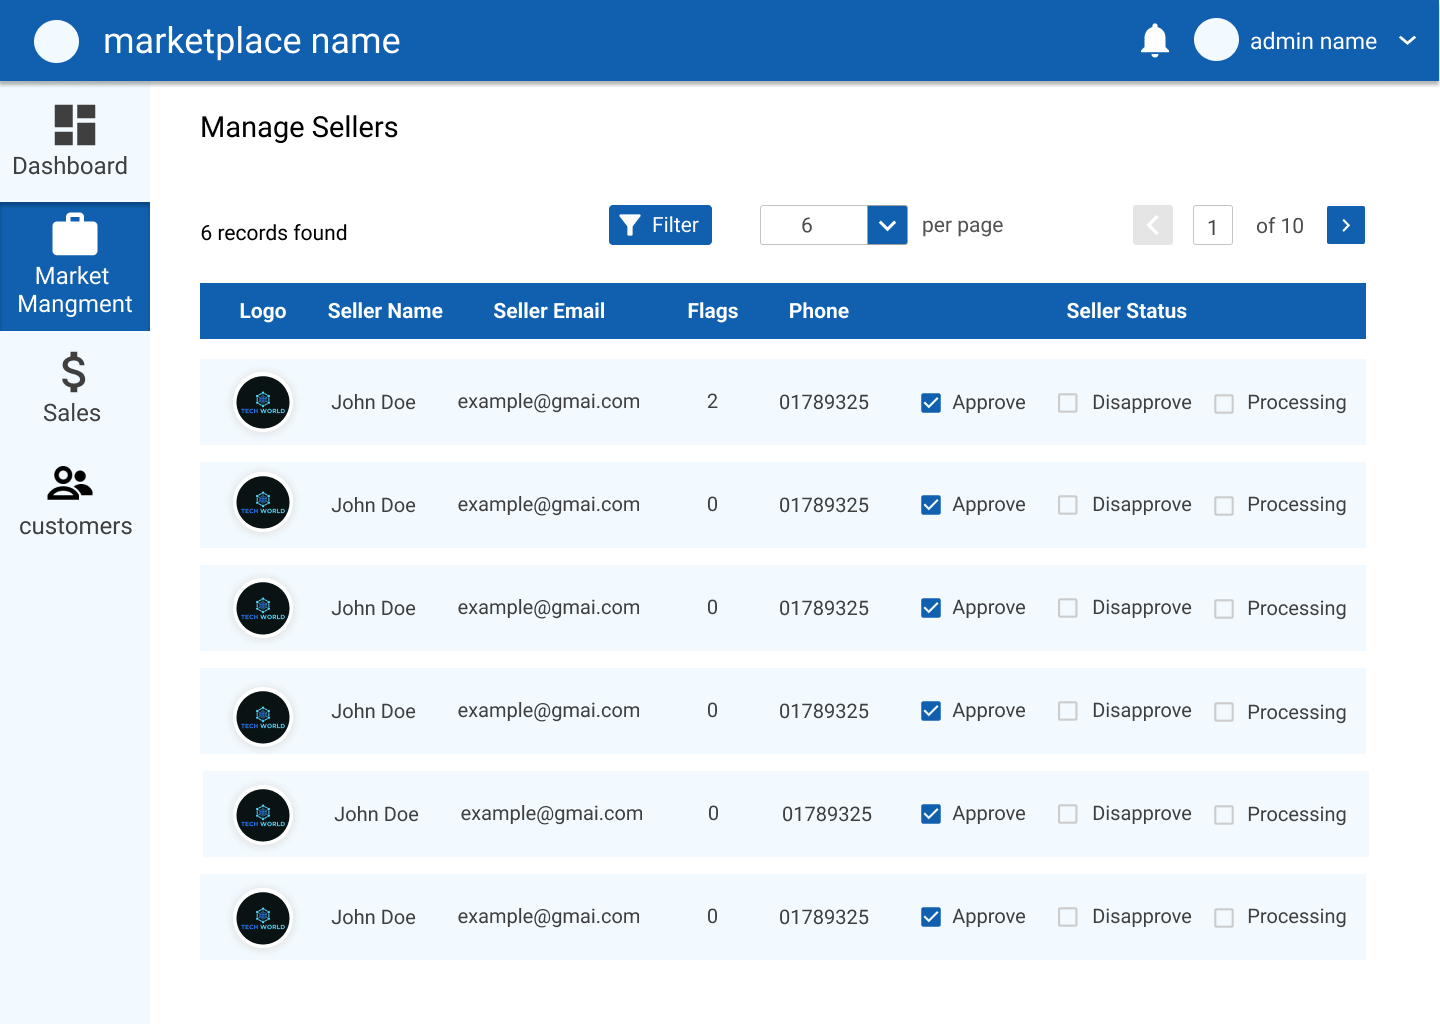 marketplace name
admin name
Dashboard
Market
Mangment
Sales
customers
Manage Sellers
6 records found
Filter
6
per page
1
of 10
Logo Seller Name Seller Email Flags Phone Seller Status
TECH WORLD John Doe example@gmai.com 2 01789325 Approve Disapprove Processing
TECH WORLD John Doe example@gmai.com 0 01789325 Approve Disapprove Processing
TECH WORLD John Doe example@gmai.com 0 01789325 Approve Disapprove Processing
TECH WORLD John Doe example@gmai.com 0 01789325 Approve Disapprove Processing
TECH WORLD John Doe example@gmai.com 0 01789325 Approve Disapprove Processing
TECH WORLD John Doe example@gmai.com 0 01789325 Approve Disapprove Processing